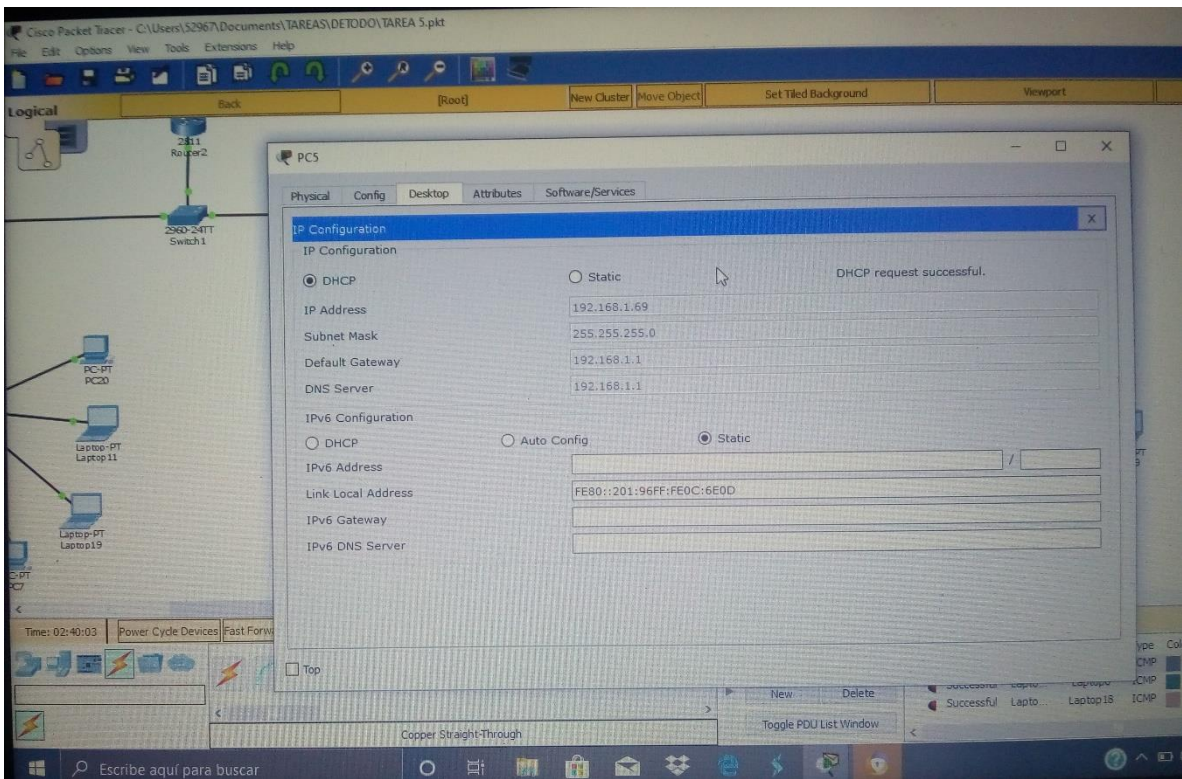 Cisco Packet Tracer - C:\Users\52967\Documents\TAREAS\DETODO\TAREA 5.pkt
File Edit Options View Tools Extensions Help
Logical Back [Root] New Cluster Move Object Set Tiled Background Viewport
2811
Router2
2960-24TT
Switch1
PC-PT
PC20
Laptop-PT
Laptop11
Laptop-PT
Laptop19
PC7
PC5
Physical Config Desktop Attributes Software/Services
IP Configuration X
IP Configuration
DHCP Static DHCP request successful.
IP Address 192.168.1.69
Subnet Mask 255.255.255.0
Default Gateway 192.168.1.1
DNS Server 192.168.1.1
IPv6 Configuration
DHCP Auto Config Static
IPv6 Address /
Link Local Address FE80::201:96FF:FE0C:6E0D
IPv6 Gateway
IPv6 DNS Server
Top
Time: 02:40:03 Power Cycle Devices Fast Forw
Copper Straight-Through
New Delete
Toggle PDU List Window
Successful Lapto... Laptop18 ICMP
Escribe aquí para buscar